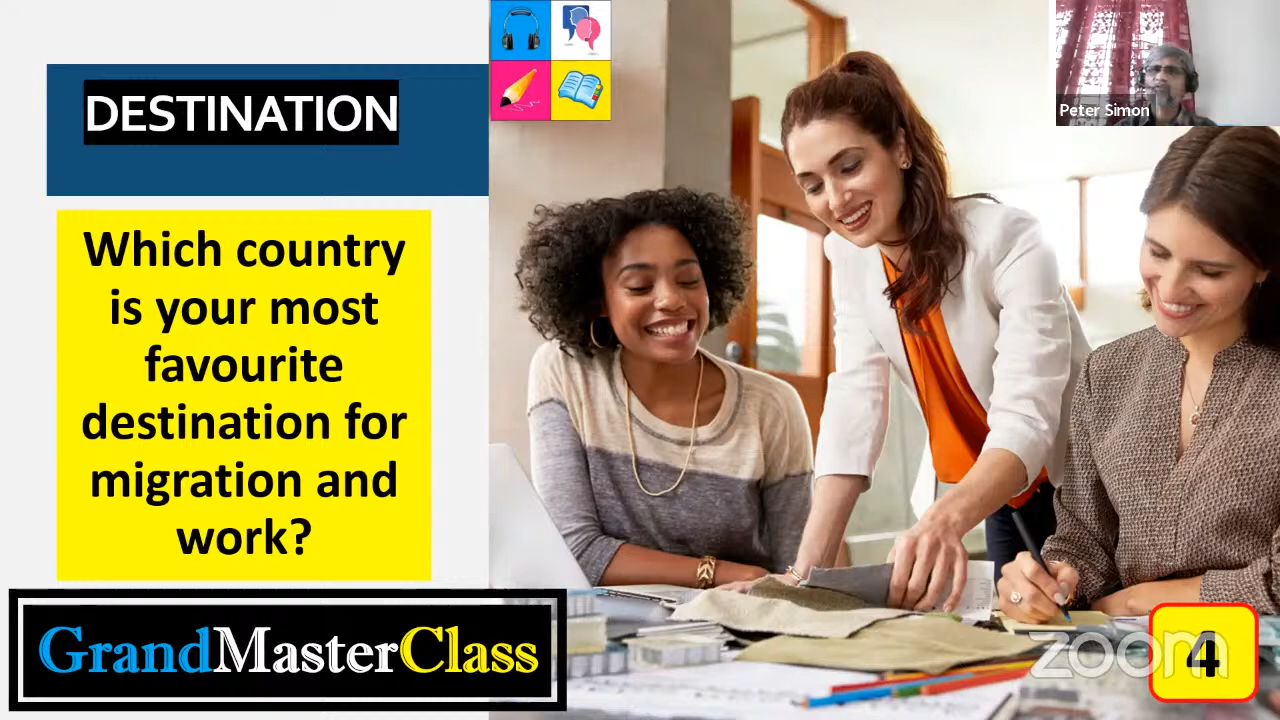 DESTINATION
Peter Simon
Which country
is your most
favourite
destination for
migration and
work?
GrandMasterClass
zoom
4